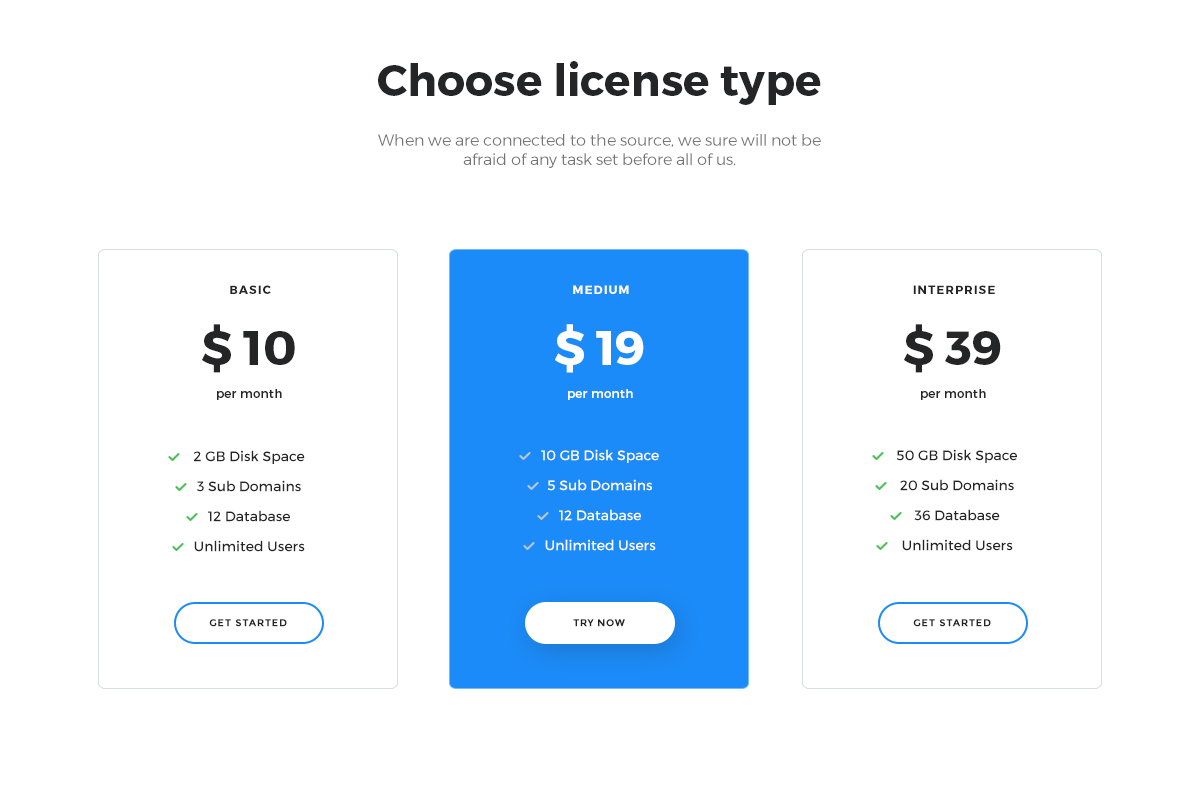 Choose license type
When we are connected to the source, we sure will not be
afraid of any task set before all of us.
BASIC
$ 10
per month
2 GB Disk Space
3 Sub Domains
12 Database
Unlimited Users
GET STARTED
MEDIUM
$ 19
per month
10 GB Disk Space
5 Sub Domains
12 Database
Unlimited Users
TRY NOW
INTERPRISE
$ 39
per month
50 GB Disk Space
20 Sub Domains
36 Database
Unlimited Users
GET STARTED